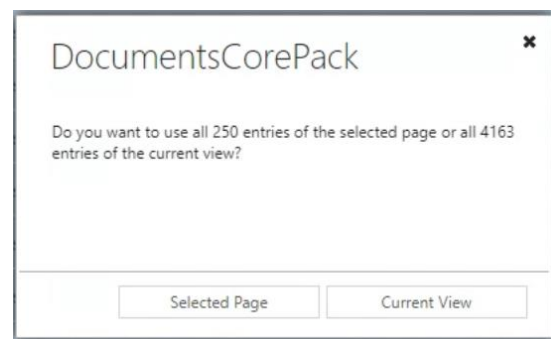 DocumentsCorePack
Do you want to use all 250 entries of the selected page or all 4163
entries of the current view?
Selected Page
Current View